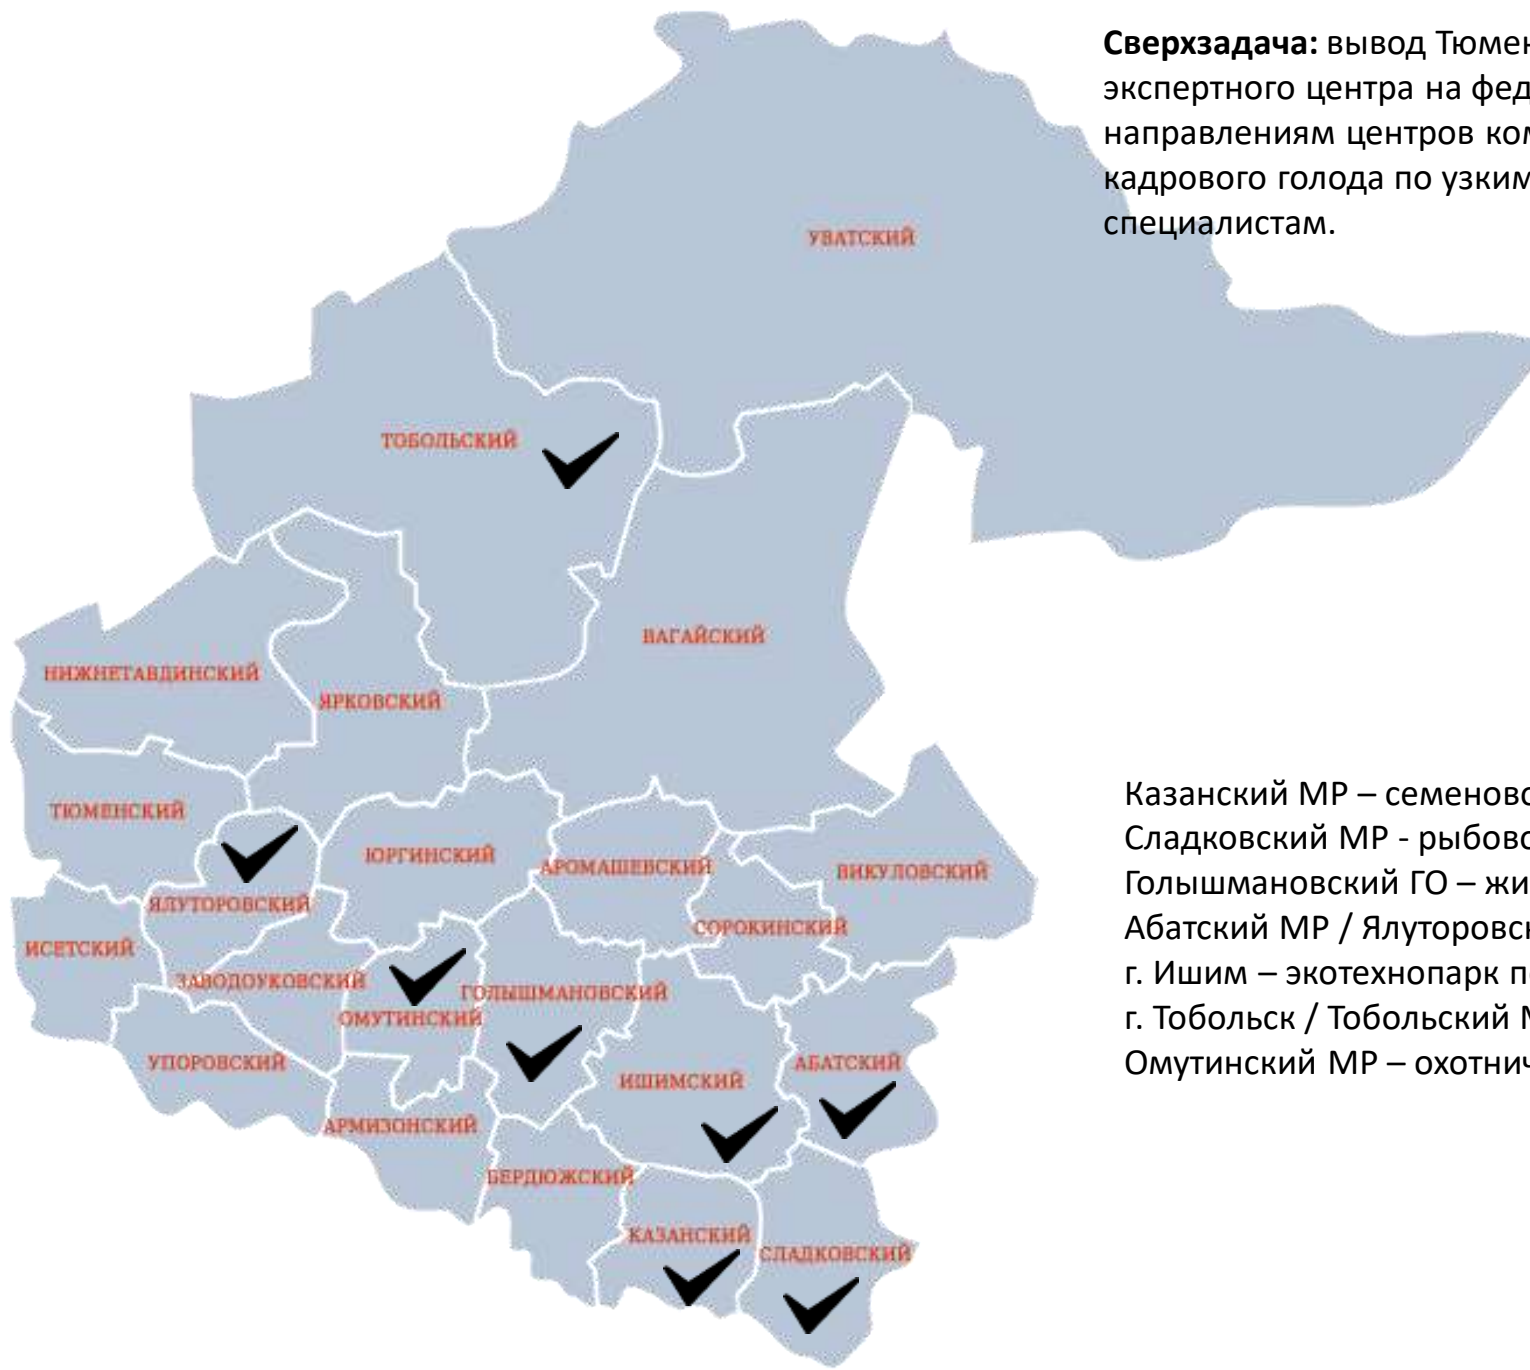 Сверхзадача: вывод Тюмен
экспертного центра на фед
направлениям центров ком
кадрового голода по узким
специалистам.
УВАТСКИЙ
ТОБОЛЬСКИЙ
ВАГАЙСКИЙ
НИЖНЕТАВДИНСКИЙ
ЯРКОВСКИЙ
ТЮМЕНСКИЙ
ЮРГИНСКИЙ
АРОМАШЕВСКИЙ
ВИКУЛОВСКИЙ
ЯЛУТОРОВСКИЙ
СОРОКИНСКИЙ
ИСЕТСКИЙ
ЗАВОДОУКОВСКИЙ
ГОЛЫШМАНОВСКИЙ
ОМУТИНСКИЙ
УПОРОВСКИЙ
ИШИМСКИЙ
АБАТСКИЙ
АРМИЗОНСКИЙ
БЕРДЮЖСКИЙ
КАЗАНСКИЙ
СЛАДКОВСКИЙ
Казанский МР – семеново
Сладковский МР - рыбово
Голышмановский ГО – жи
Абатский МР / Ялуторовск
г. Ишим – экотехнопарк п
г. Тобольск / Тобольский М
Омутинский МР – охотнич